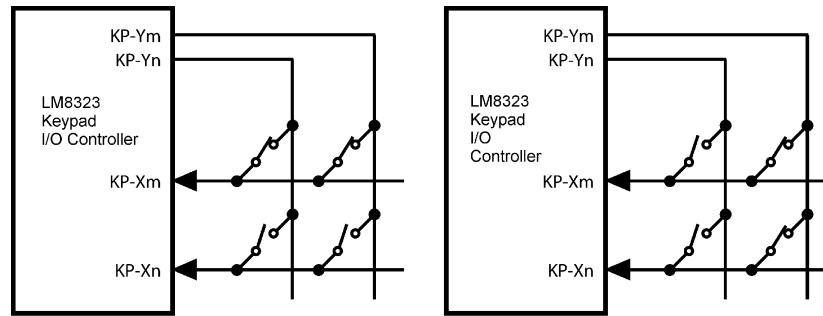 KP-Ym
KP-Yn
LM8323
Keypad
I/O Controller
KP-Xm
KP-Xn
KP-Ym
KP-Yn
LM8323
Keypad
I/O
Controller
KP-Xm
KP-Xn